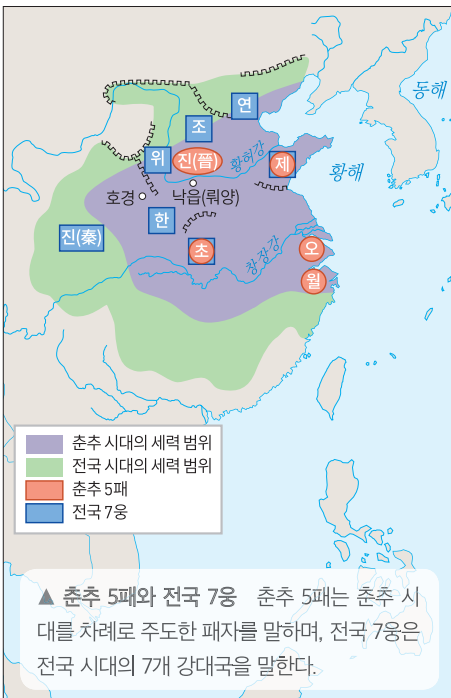 동해
연
조
위
진(晉)
황허강
제
황해
호경
낙읍(뤄양)
한
진(秦)
초
창장강
오
월
춘추 시대의 세력 범위
전국 시대의 세력 범위
춘추 5패
전국 7웅
▲ 춘추 5패와 전국 7웅 춘추 5패는 춘추 시
대를 차례로 주도한 패자를 말하며, 전국 7웅은
전국 시대의 7개 강대국을 말한다.